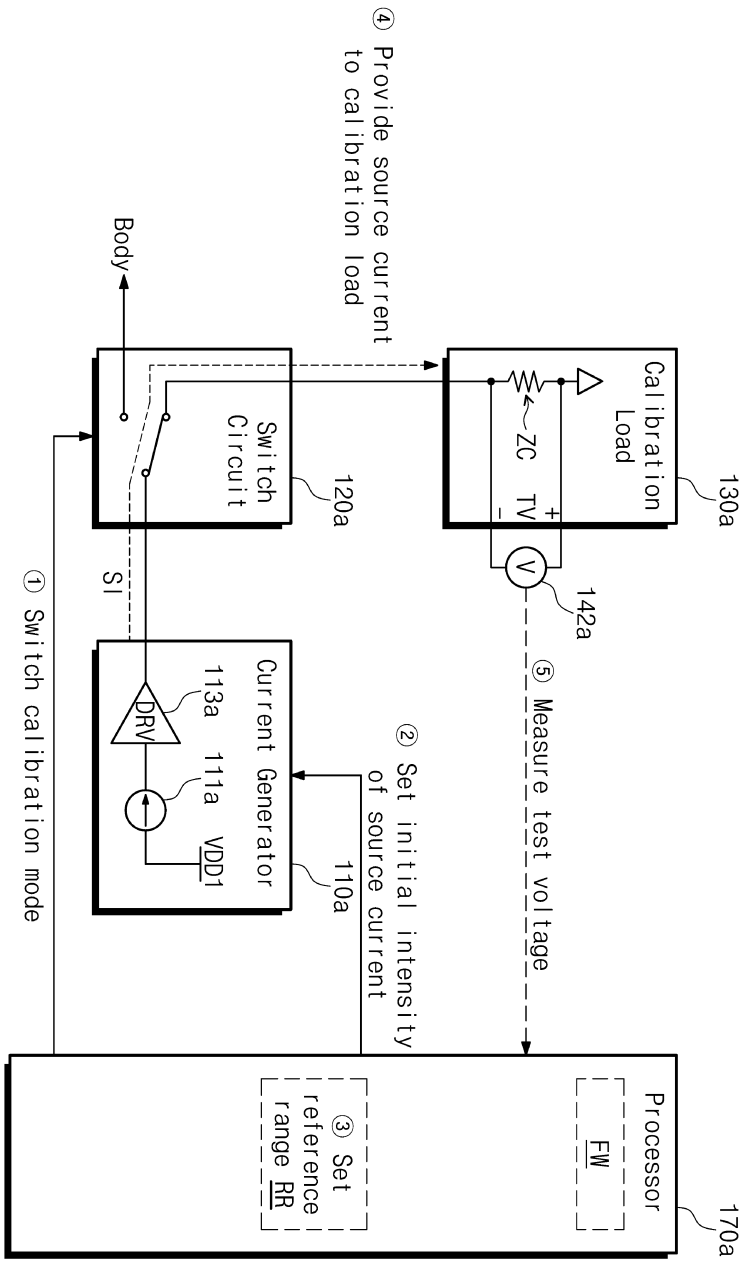 Calibration
Load
130a
ZC
TV
+
-
V
142a
④ Provide source current
to calibration load
⑤ Measure test voltage
Body
Switch
Circuit
120a
SI
Current Generator
110a
113a
DRV
111a
VDD1
① Switch calibration mode
② Set initial intensity
of source current
Processor
170a
FW
③ Set
reference
range RR